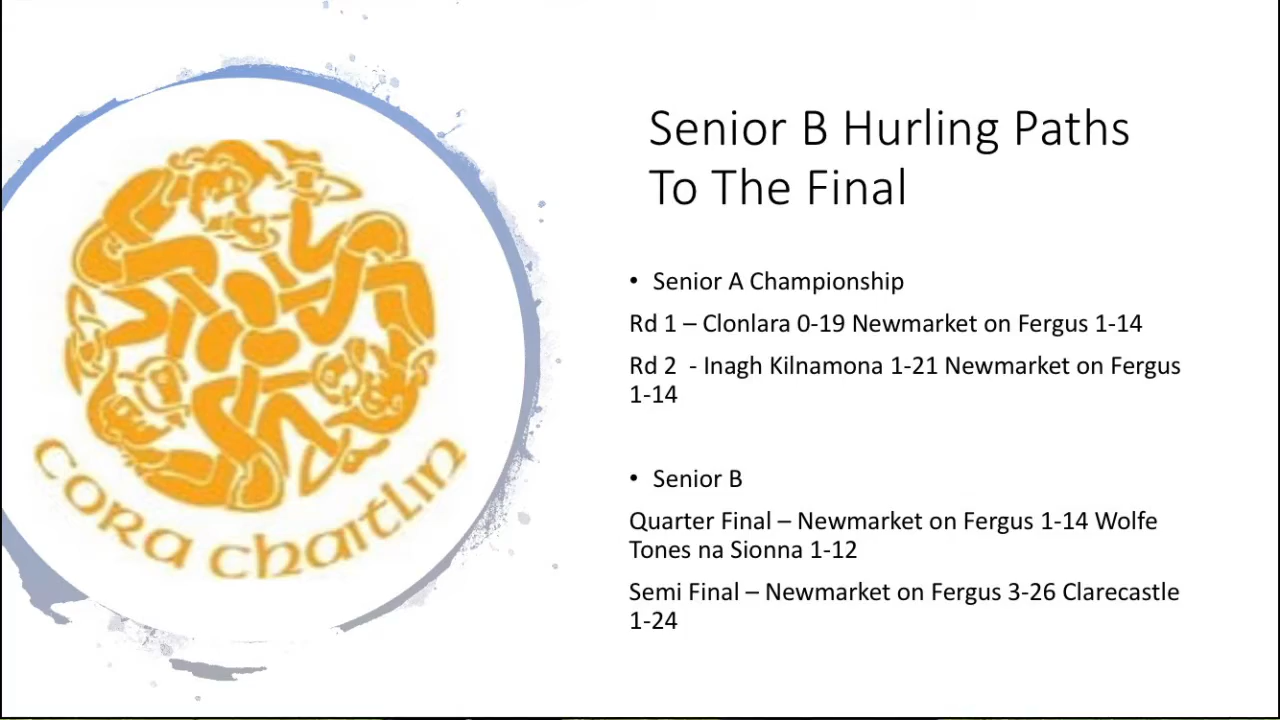 Senior B Hurling Paths
To The Final
• Senior A Championship
Rd 1 – Clonlara 0-19 Newmarket on Fergus 1-14
Rd 2  - Inagh Kilnamona 1-21 Newmarket on Fergus
1-14
• Senior B
Quarter Final – Newmarket on Fergus 1-14 Wolfe
Tones na Sionna 1-12
Semi Final – Newmarket on Fergus 3-26 Clarecastle
1-24
CORA Chaitlin